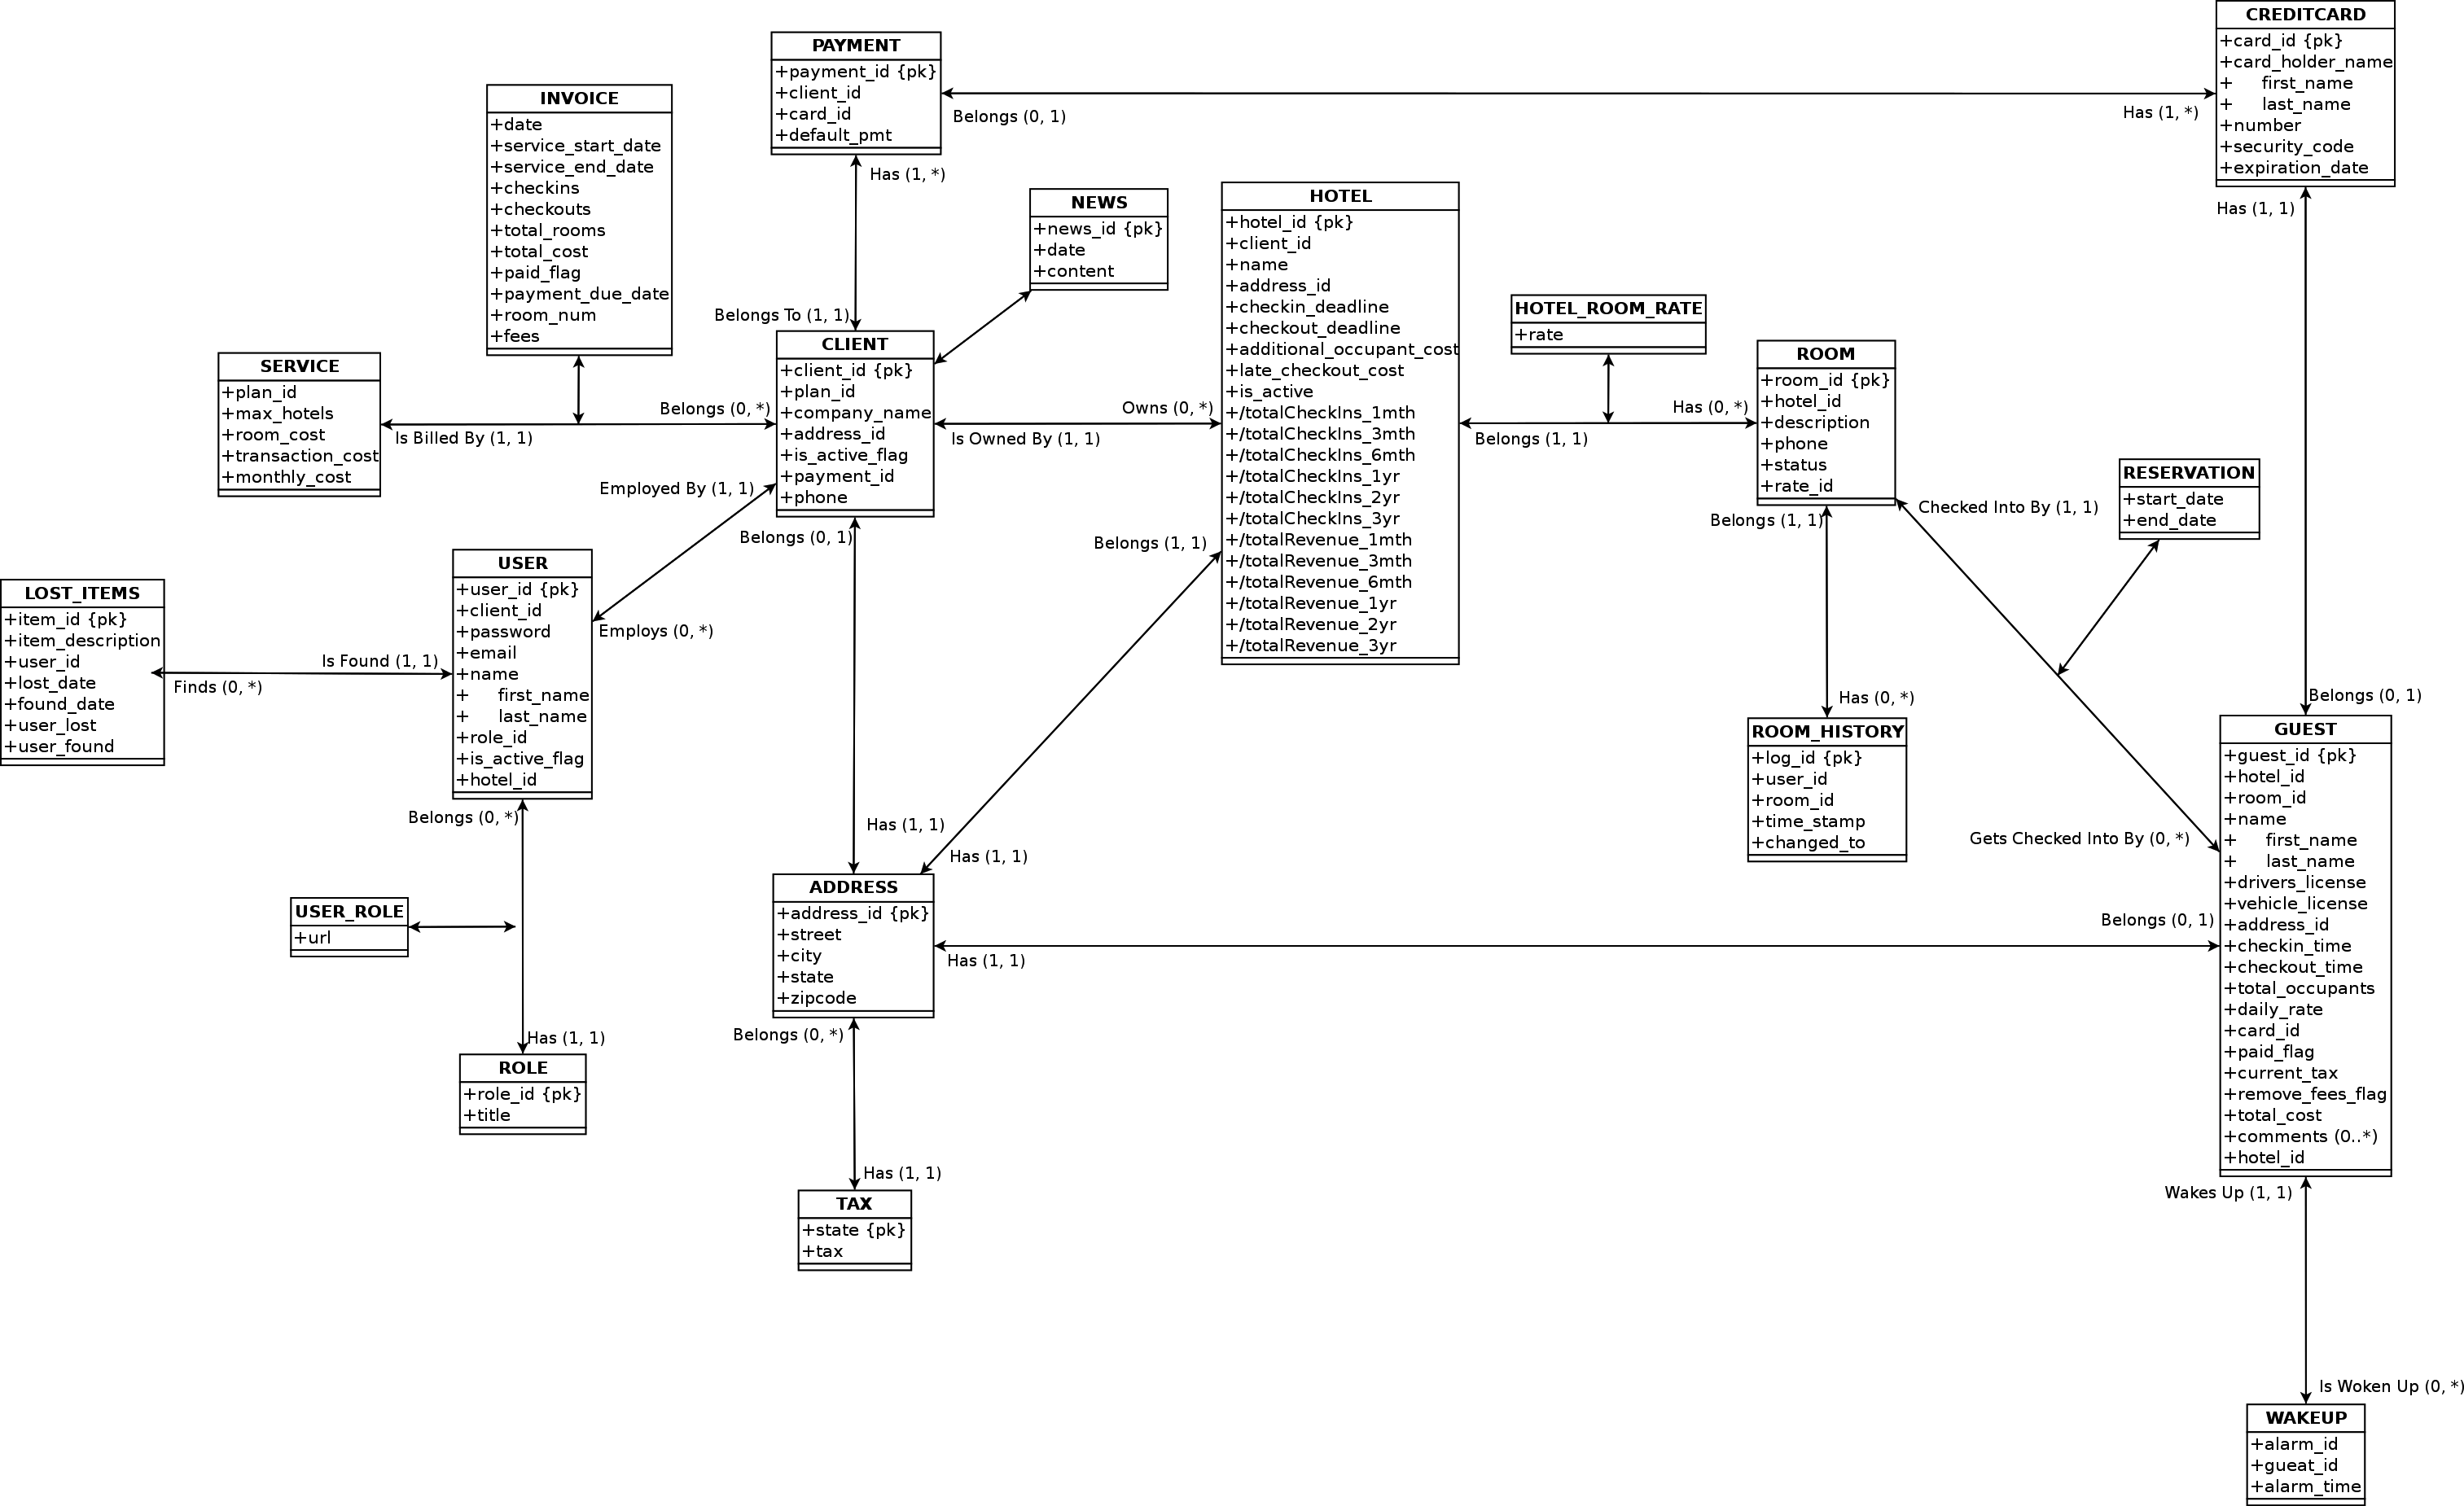 CREDITCARD
+card_id {pk}
+card_holder_name
+ first_name
+ last_name
+number
+security_code
+expiration_date
PAYMENT
+payment_id {pk}
+client_id
+card_id
+default_pmt
Belongs (0, 1)
Has (1, *)
Has (1, *)
Has (1, 1)
INVOICE
+date
+service_start_date
+service_end_date
+checkins
+checkouts
+total_rooms
+total_cost
+paid_flag
+payment_due_date
+room_num
+fees
NEWS
+news_id {pk}
+date
+content
HOTEL
+hotel_id {pk}
+client_id
+name
+address_id
+checkin_deadline
+checkout_deadline
+additional_occupant_cost
+late_checkout_cost
+is_active
+/totalCheckIns_1mth
+/totalCheckIns_3mth
+/totalCheckIns_6mth
+/totalCheckIns_1yr
+/totalCheckIns_2yr
+/totalCheckIns_3yr
+/totalRevenue_1mth
+/totalRevenue_3mth
+/totalRevenue_6mth
+/totalRevenue_1yr
+/totalRevenue_2yr
+/totalRevenue_3yr
HOTEL_ROOM_RATE
+rate
Belongs To (1, 1)
CLIENT
+client_id {pk}
+plan_id
+company_name
+address_id
+is_active_flag
+payment_id
+phone
SERVICE
+plan_id
+max_hotels
+room_cost
+transaction_cost
+monthly_cost
Belongs (0, *)
Is Billed By (1, 1)
Owns (0, *)
Is Owned By (1, 1)
Has (0, *)
Belongs (1, 1)
ROOM
+room_id {pk}
+hotel_id
+description
+phone
+status
+rate_id
RESERVATION
+start_date
+end_date
Employed By (1, 1)
Belongs (0, 1)
Belongs (1, 1)
Belongs (1, 1)
Checked Into By (1, 1)
USER
+user_id {pk}
+client_id
+password
+email
+name
+ first_name
+ last_name
+role_id
+is_active_flag
+hotel_id
Employs (0, *)
LOST_ITEMS
+item_id {pk}
+item_description
+user_id
+lost_date
+found_date
+user_lost
+user_found
Is Found (1, 1)
Finds (0, *)
Has (0, *)
Belongs (0, 1)
ROOM_HISTORY
+log_id {pk}
+user_id
+room_id
+time_stamp
+changed_to
GUEST
+guest_id {pk}
+hotel_id
+room_id
+name
+ first_name
+ last_name
+drivers_license
+vehicle_license
+address_id
+checkin_time
+checkout_time
+total_occupants
+daily_rate
+card_id
+paid_flag
+current_tax
+remove_fees_flag
+total_cost
+comments (0..*)
+hotel_id
Belongs (0, *)
Has (1, 1)
Has (1, 1)
Gets Checked Into By (0, *)
USER_ROLE
+url
ADDRESS
+address_id {pk}
+street
+city
+state
+zipcode
Belongs (0, 1)
Has (1, 1)
Has (1, 1)
ROLE
+role_id {pk}
+title
Belongs (0, *)
Has (1, 1)
TAX
+state {pk}
+tax
Wakes Up (1, 1)
Is Woken Up (0, *)
WAKEUP
+alarm_id
+gueat_id
+alarm_time